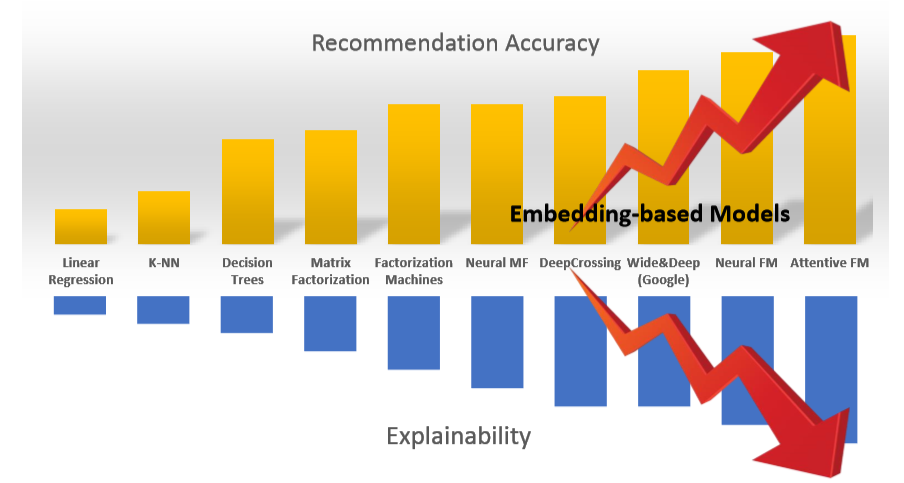 Recommendation Accuracy
Embedding-based Models
Linear
Regression
K-NN
Decision
Trees
Matrix
Factorization
Factorization
Machines
Neural MF
DeepCrossing
Wide&Deep
(Google)
Neural FM
Attentive FM
Explainability